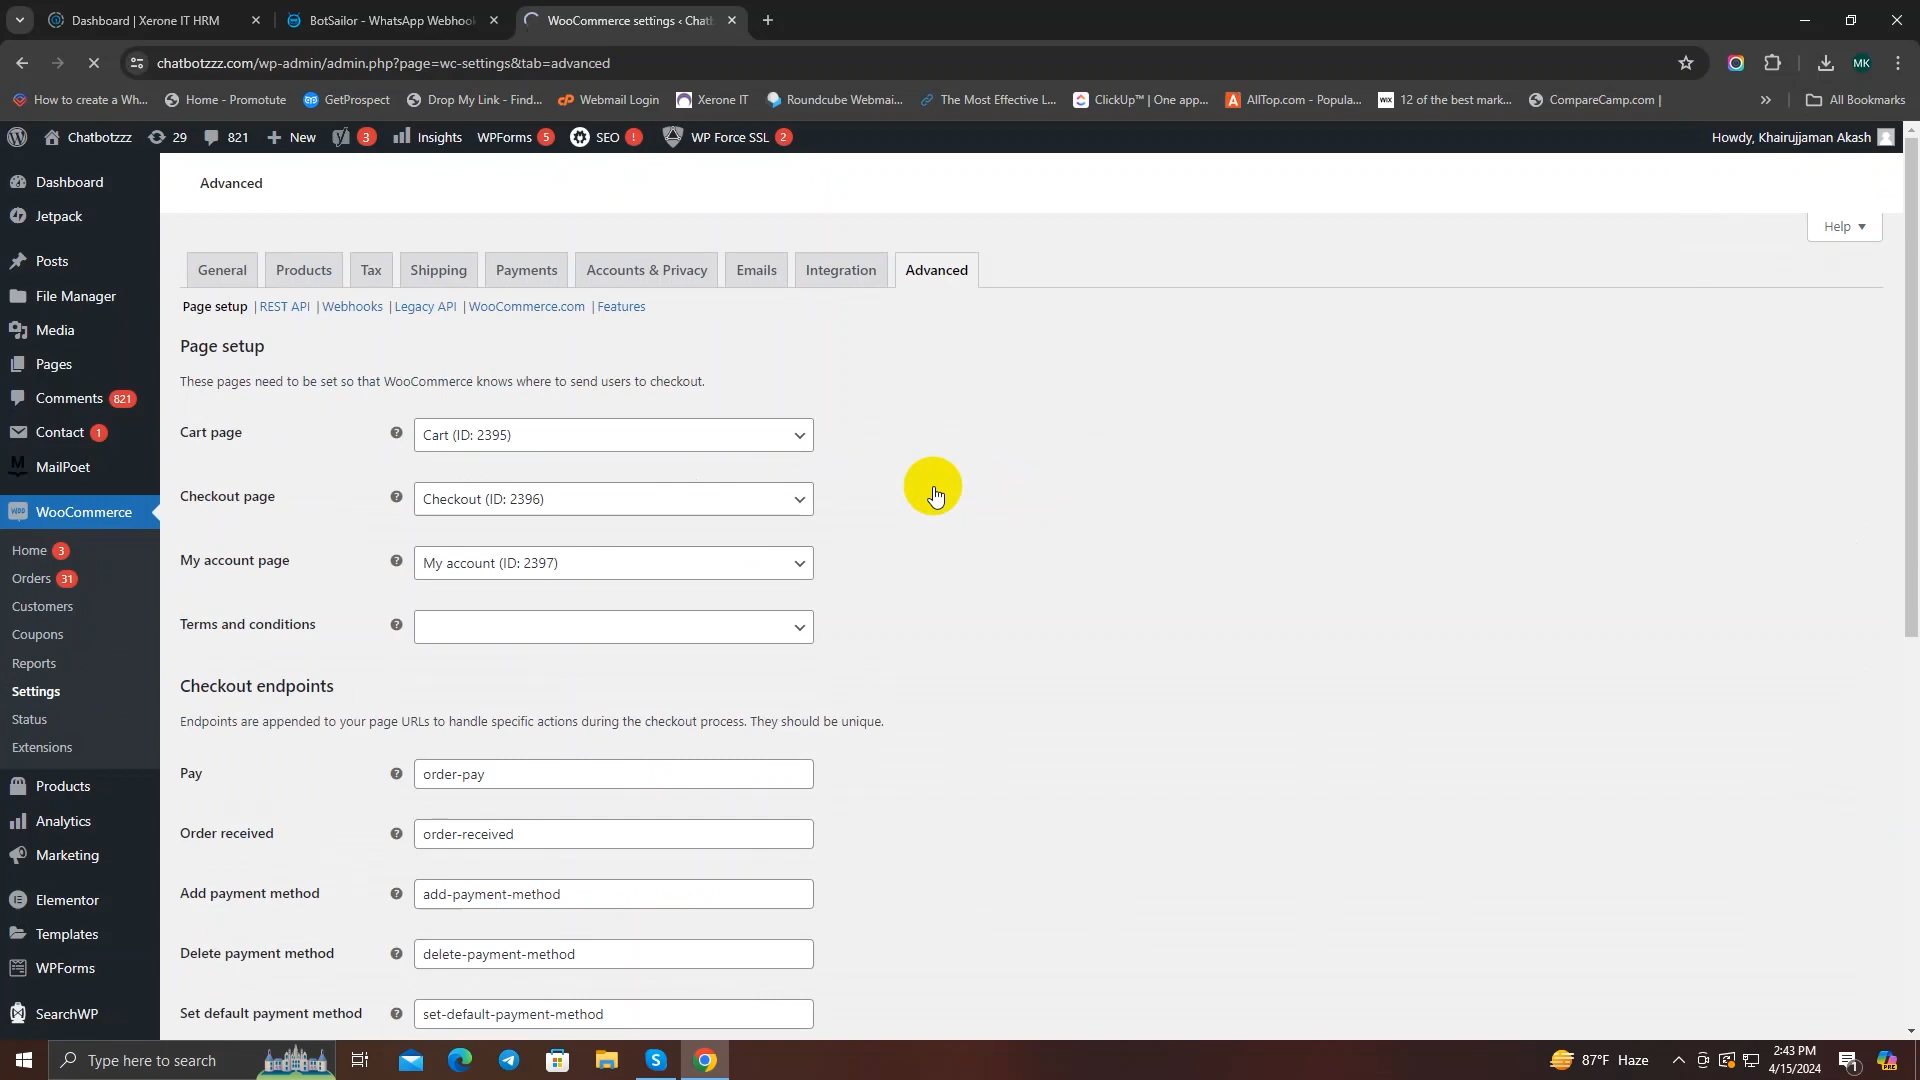 Dashboard | Xerone IT HRM
BotSailor - WhatsApp Webhook
WooCommerce settings ‹ Chatb
chatbotzzz.com/wp-admin/admin.php?page=wc-settings&tab=advanced
MK
How to create a Wh...
Home - Promotute
GetProspect
Drop My Link - Find...
Webmail Login
Xerone IT
Roundcube Webmai...
The Most Effective L...
ClickUp™ | One app...
AllTop.com - Popula...
WIX
12 of the best mark...
CompareCamp.com |
»
All Bookmarks
Chatbotzzz
29
821
New
3
Insights
WPForms 5
SEO !
WP Force SSL 2
Howdy, Khairujjaman Akash
Dashboard
Jetpack
Posts
File Manager
Media
Pages
Comments 821
Contact 1
MailPoet
WooCommerce
Home 3
Orders 31
Customers
Coupons
Reports
Settings
Status
Extensions
Products
Analytics
Marketing
Elementor
Templates
WPForms
SearchWP
Advanced
Help
General
Products
Tax
Shipping
Payments
Accounts & Privacy
Emails
Integration
Advanced
Page setup | REST API | Webhooks | Legacy API | WooCommerce.com | Features
Page setup
These pages need to be set so that WooCommerce knows where to send users to checkout.
Cart page
Cart (ID: 2395)
Checkout page
Checkout (ID: 2396)
My account page
My account (ID: 2397)
Terms and conditions
Checkout endpoints
Endpoints are appended to your page URLs to handle specific actions during the checkout process. They should be unique.
Pay
order-pay
Order received
order-received
Add payment method
add-payment-method
Delete payment method
delete-payment-method
Set default payment method
set-default-payment-method
Type here to search
87°F Haze
2:43 PM
4/15/2024
1